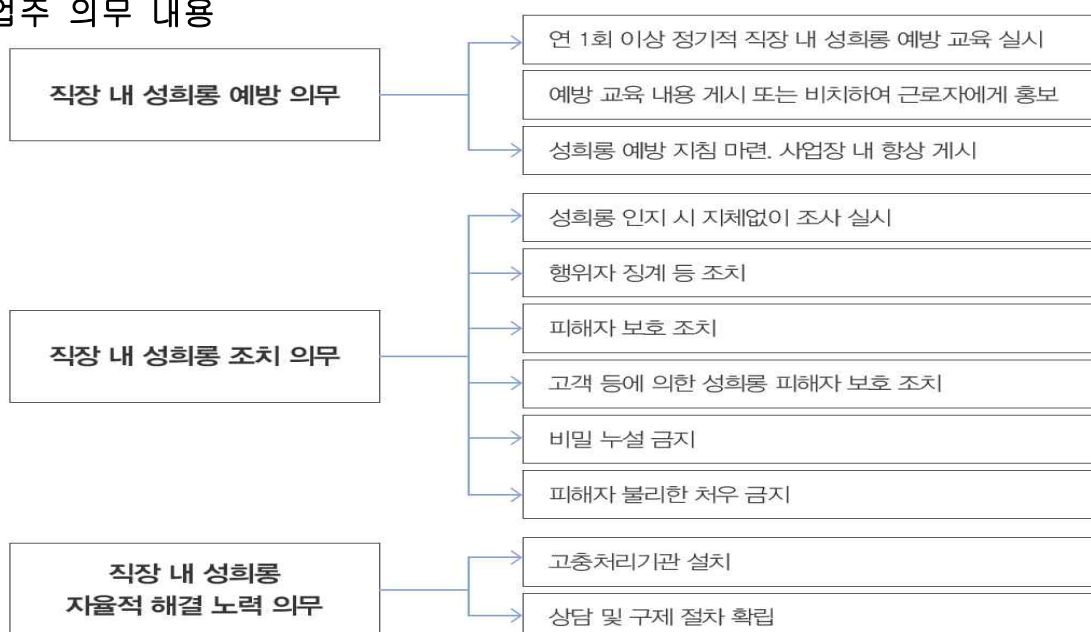 업주 의무 내용
직장 내 성희롱 예방 의무
연 1회 이상 정기적 직장 내 성희롱 예방 교육 실시
예방 교육 내용 게시 또는 비치하여 근로자에게 홍보
성희롱 예방 지침 마련. 사업장 내 항상 게시
직장 내 성희롱 조치 의무
성희롱 인지 시 지체없이 조사 실시
행위자 징계 등 조치
피해자 보호 조치
고객 등에 의한 성희롱 피해자 보호 조치
비밀 누설 금지
피해자 불리한 처우 금지
직장 내 성희롱
자율적 해결 노력 의무
고충처리기관 설치
상담 및 구제 절차 확립